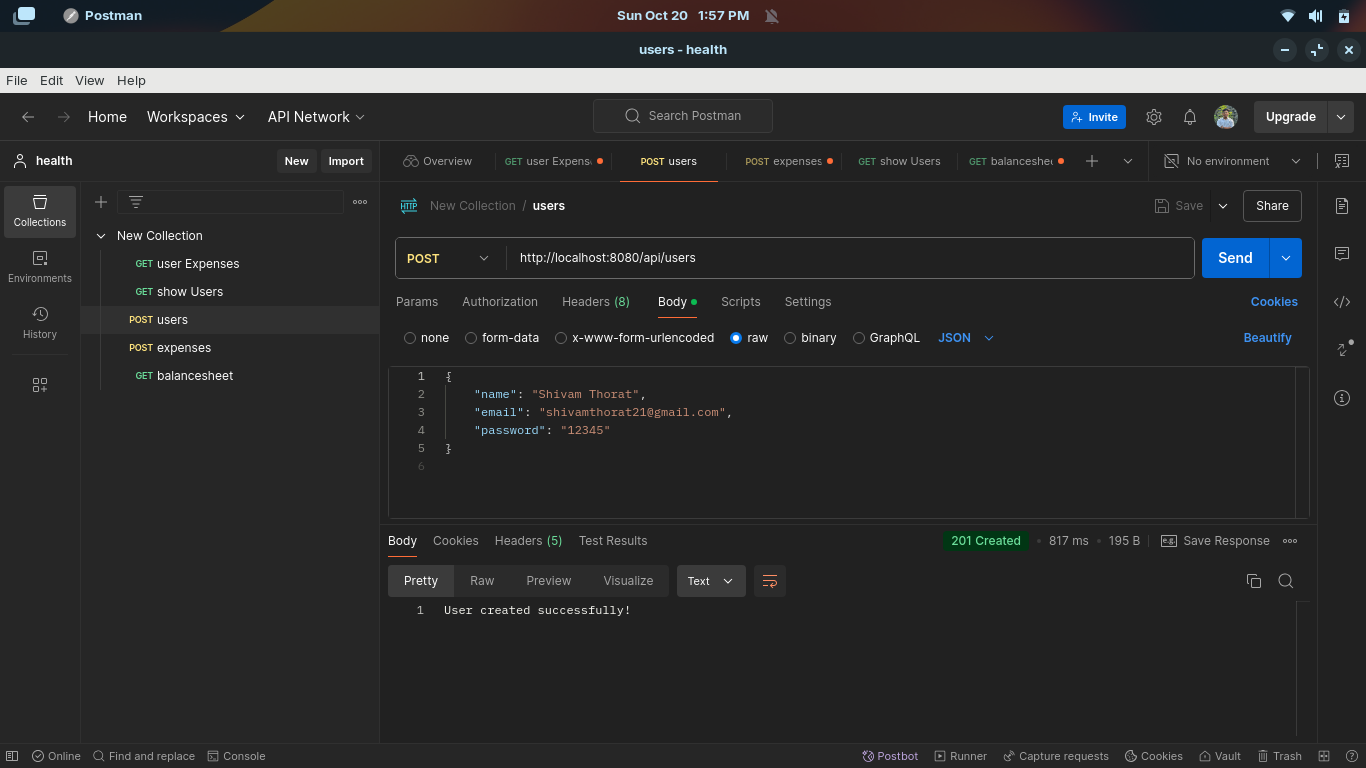 Postman
Sun Oct 20 1:57 PM
users - health
File Edit View Help
Home Workspaces API Network Search Postman Invite Upgrade
health New Import
Overview GET user Expens POST users POST expenses GET show Users GET balanceshe No environment
Collections
Environments
History
New Collection
GET user Expenses
GET show Users
POST users
POST expenses
GET balancesheet
HTTP New Collection / users Save Share
POST http://localhost:8080/api/users Send
Params Authorization Headers (8) Body Scripts Settings Cookies
none form-data x-www-form-urlencoded raw binary GraphQL JSON Beautify
1 {
2 "name": "Shivam Thorat",
3 "email": "shivamthorat21@gmail.com",
4 "password": "12345"
5 }
6
Body Cookies Headers (5) Test Results 201 Created 817 ms 195 B e.g. Save Response
Pretty Raw Preview Visualize Text
1 User created successfully!
Online Find and replace Console Postbot Runner Capture requests Cookies Vault Trash